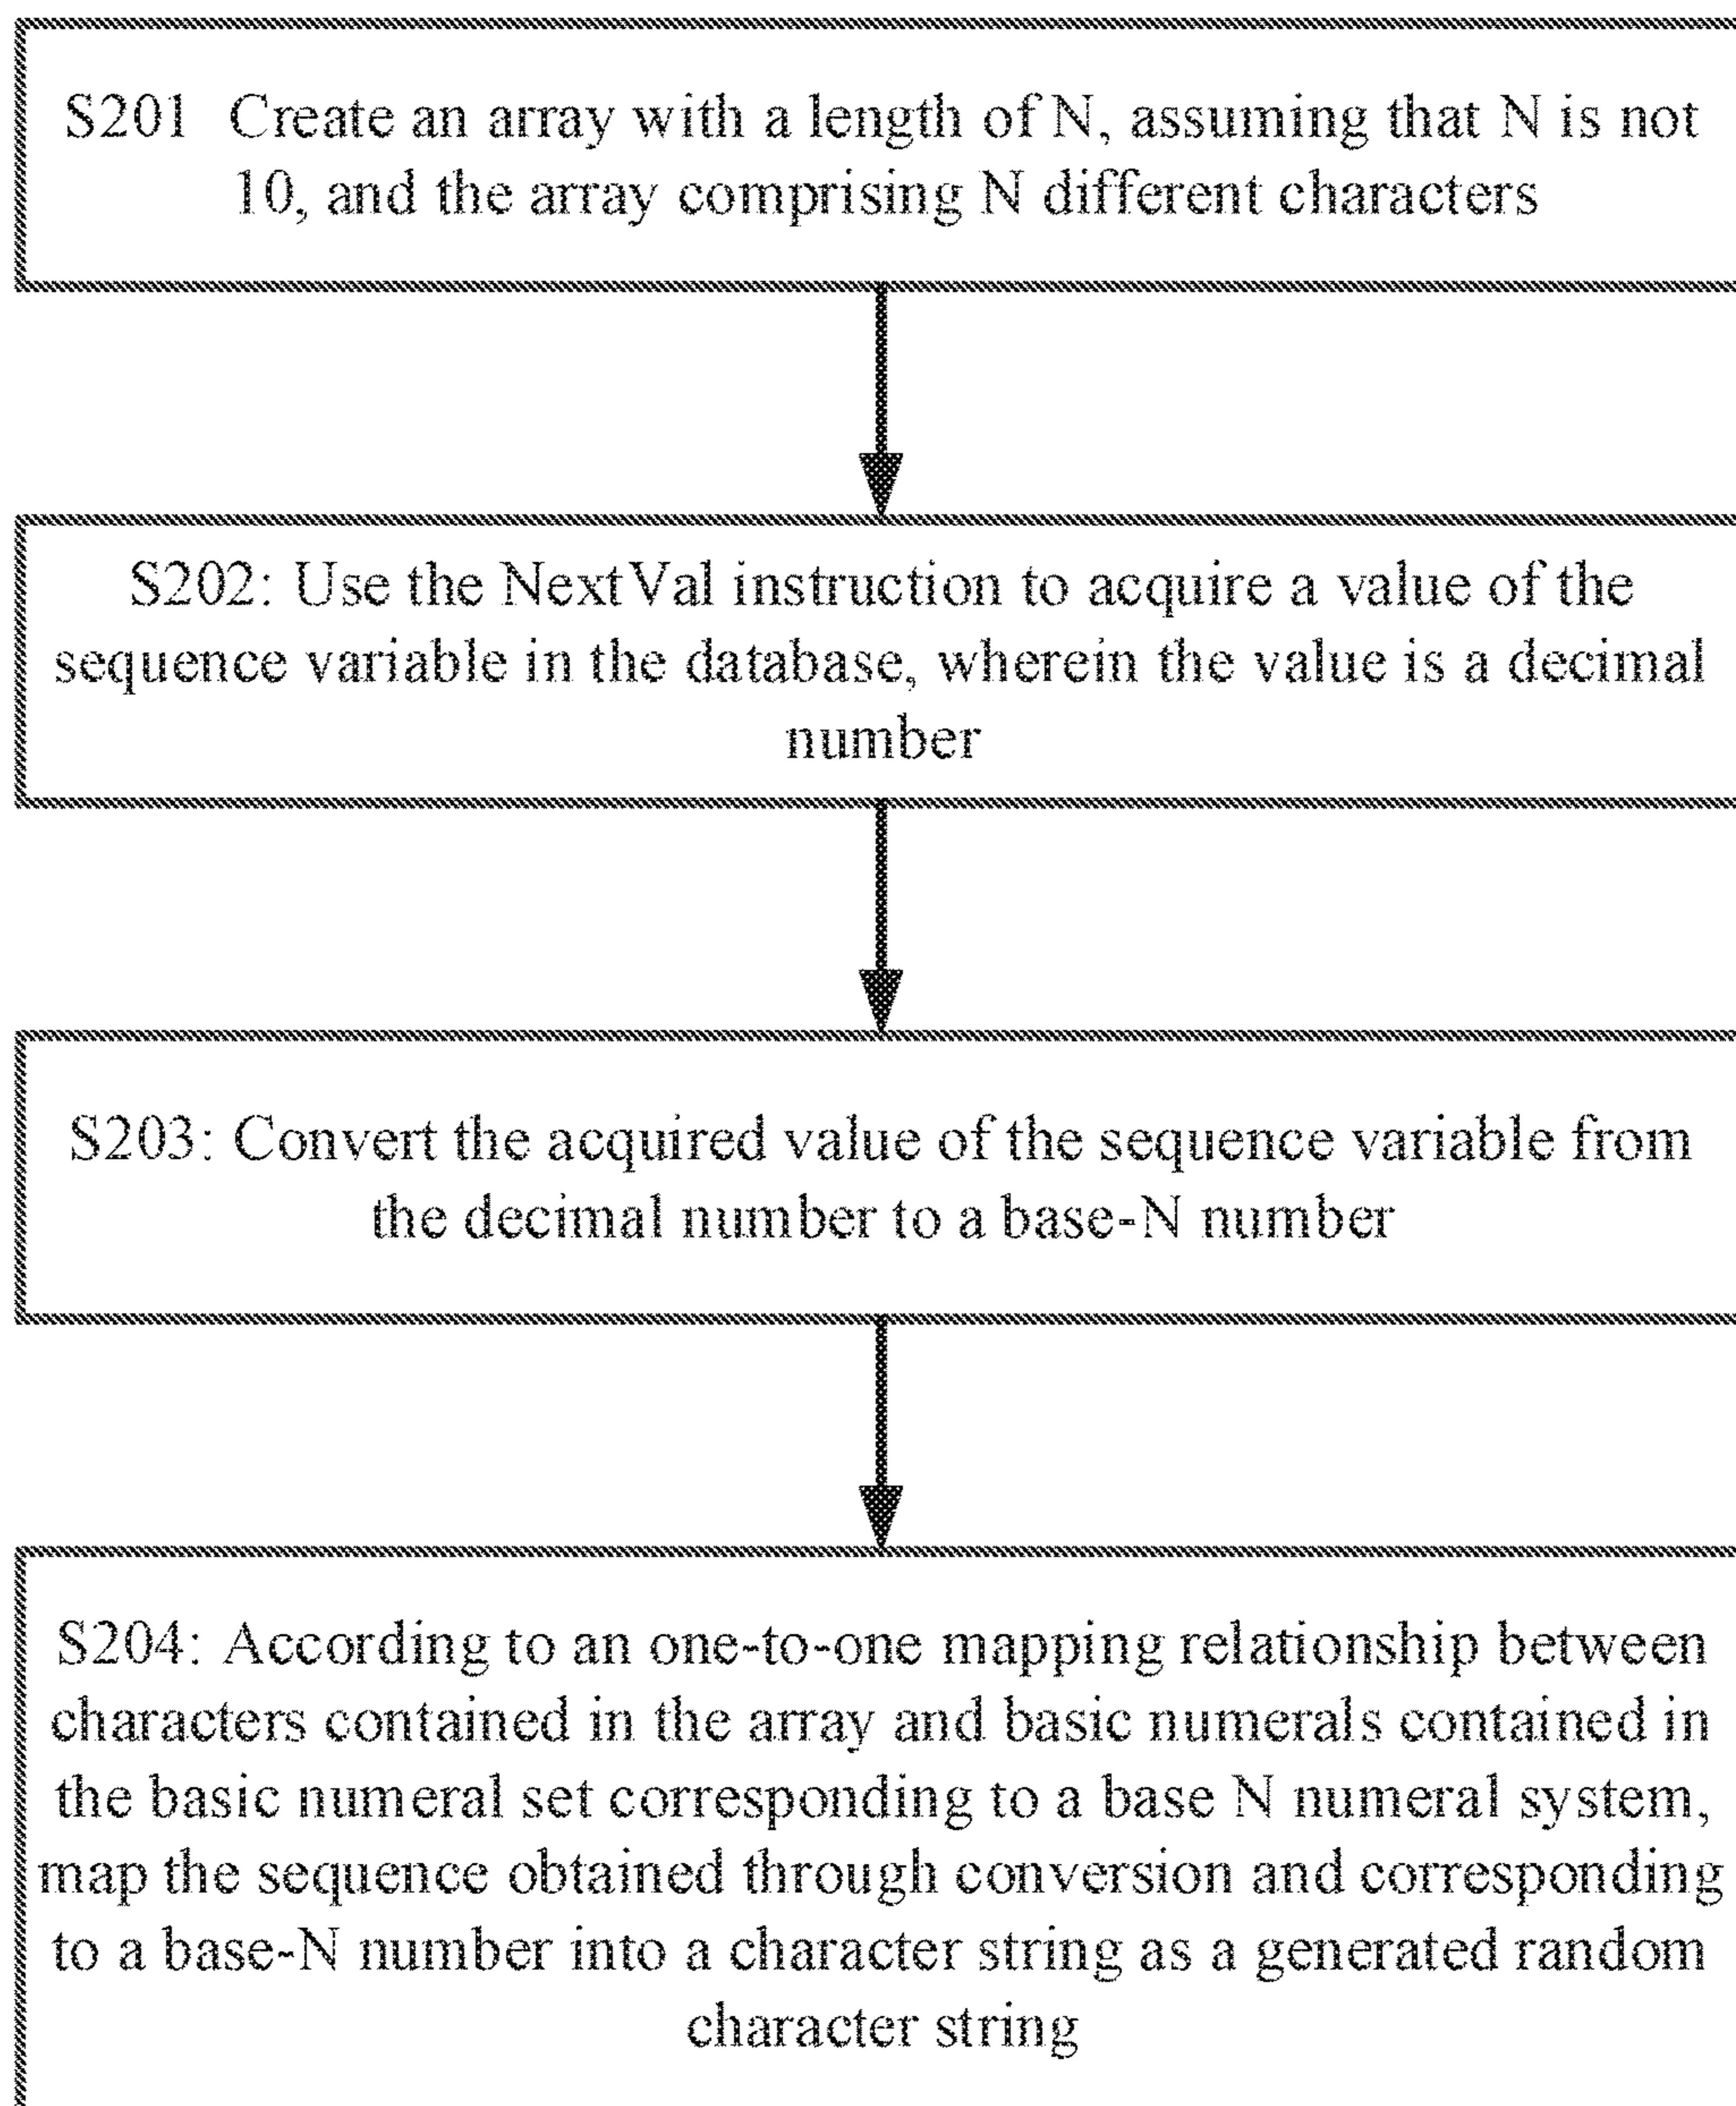 S201 Create an array with a length of N, assuming that N is not
10, and the array comprising N different characters
S202: Use the NextVal instruction to acquire a value of the
sequence variable in the database, wherein the value is a decimal
number
S203: Convert the acquired value of the sequence variable from
the decimal number to a base-N number
S204: According to an one-to-one mapping relationship between
characters contained in the array and basic numerals contained in
the basic numeral set corresponding to a base N numeral system,
map the sequence obtained through conversion and corresponding
to a base-N number into a character string as a generated random
character string